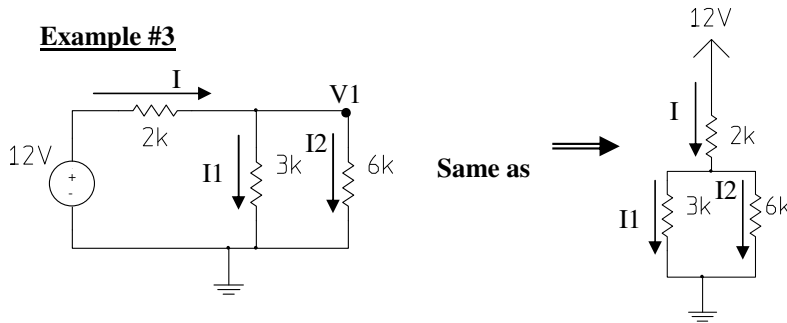 Example #3
I
V1
2k
12V
+
-
I1
3k
I2
6k
Same as
12V
I
2k
I1
3k
I2
6k